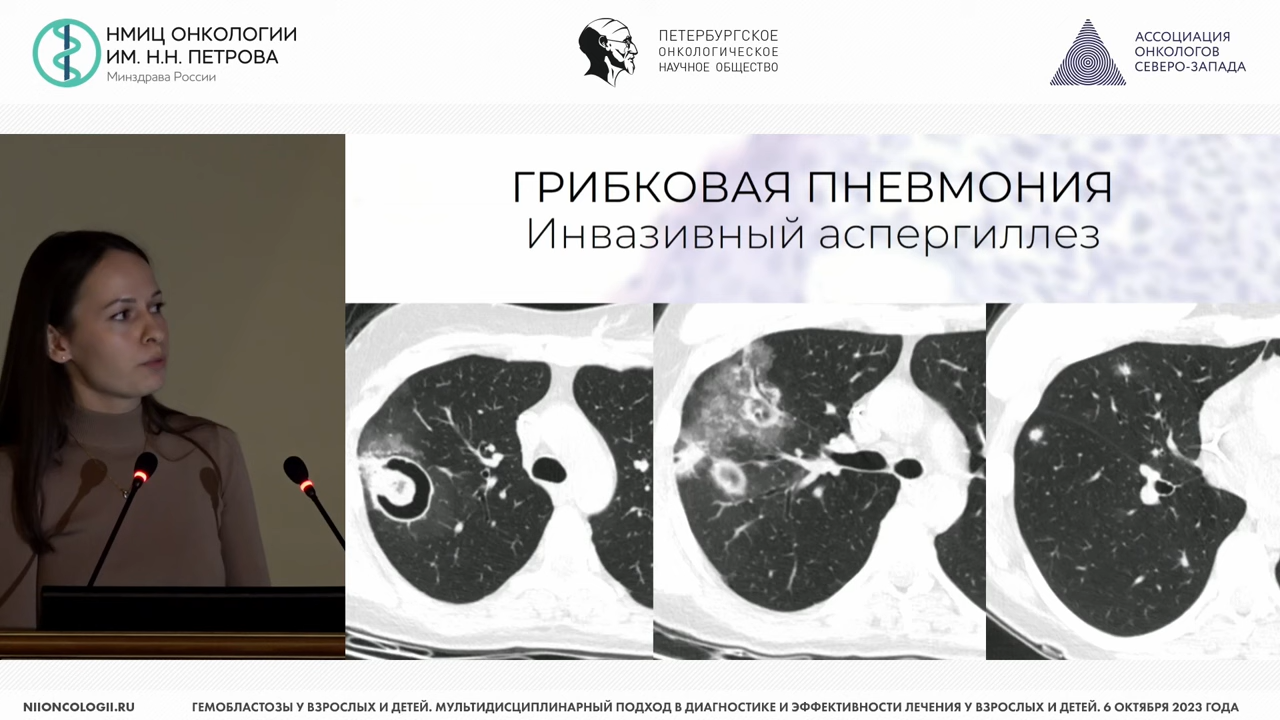 НМИЦ ОНКОЛОГИИ
ИМ. Н.Н. ПЕТРОВА
Минздрава России
ПЕТЕРБУРГСКОЕ
ОНКОЛОГИЧЕСКОЕ
НАУЧНОЕ ОБЩЕСТВО
АССОЦИАЦИЯ
ОНКОЛОГОВ
СЕВЕРО-ЗАПАДА
ГРИБКОВАЯ ПНЕВМОНИЯ
Инвазивный аспергиллез
NIIONCOLOGII.RU
ГЕМОБЛАСТОЗЫ У ВЗРОСЛЫХ И ДЕТЕЙ. МУЛЬТИДИСЦИПЛИНАРНЫЙ ПОДХОД В ДИАГНОСТИКЕ И ЭФФЕКТИВНОСТИ ЛЕЧЕНИЯ У ВЗРОСЛЫХ И ДЕТЕЙ. 6 ОКТЯБРЯ 2023 ГОДА